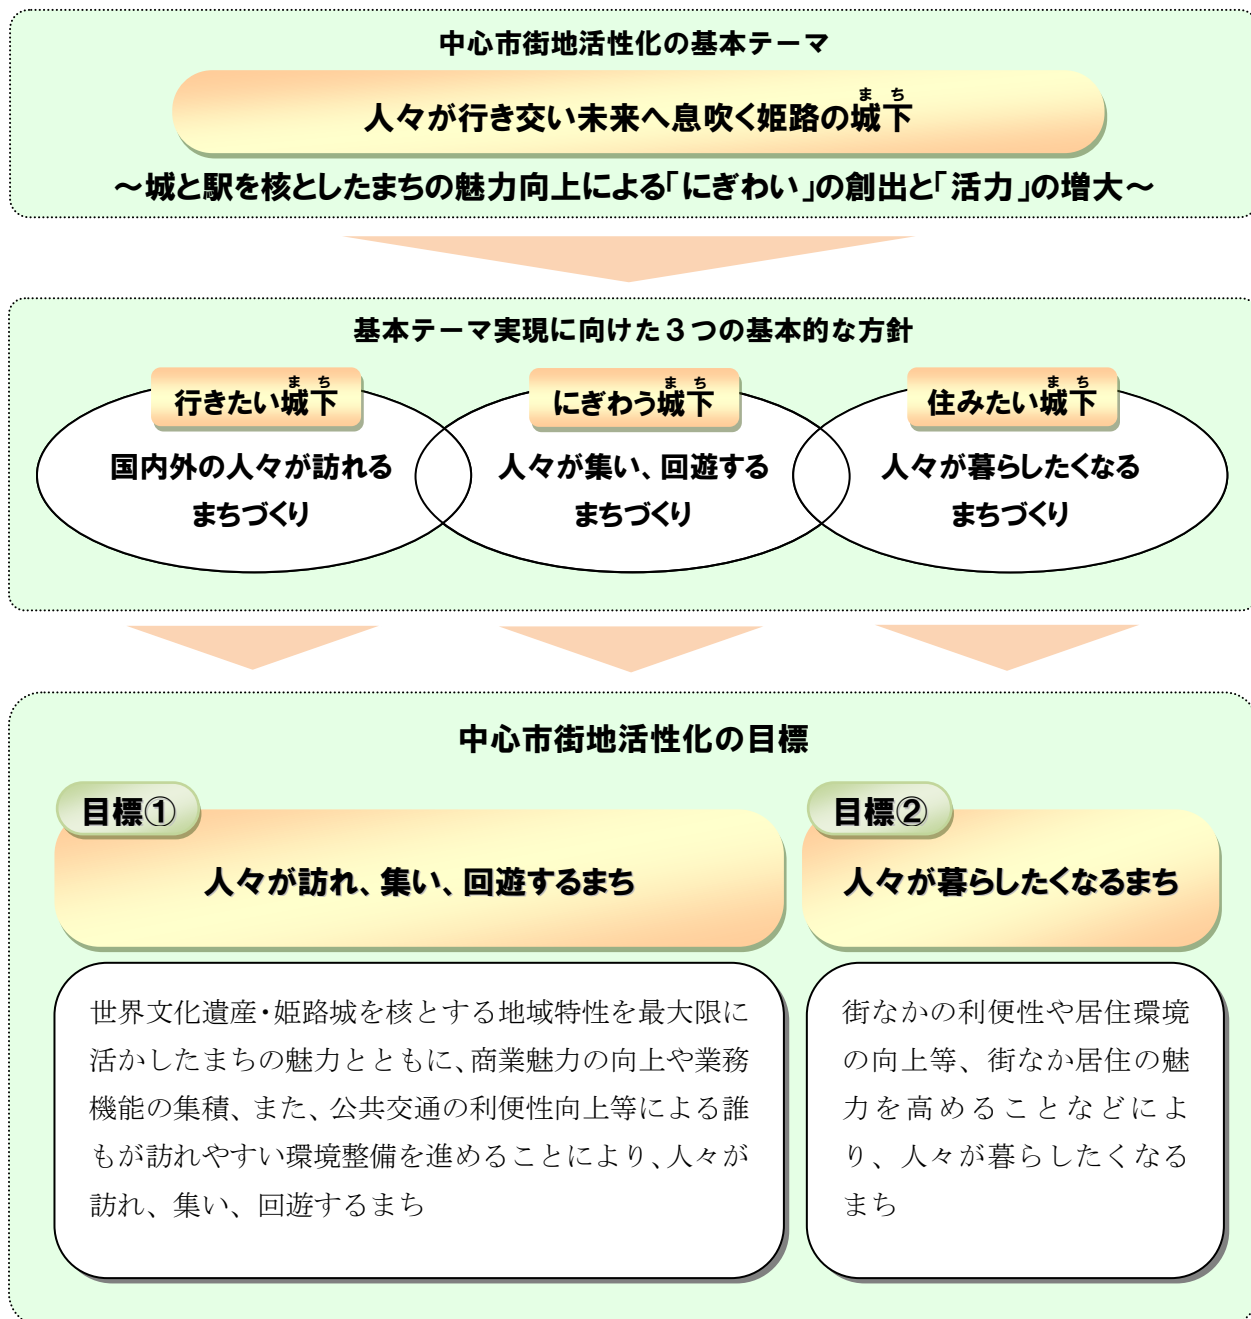 中心市街地活性化の基本テーマ
まち
人々が行き交い未来へ息吹く姫路の城下
～城と駅を核としたまちの魅力向上による「にぎわい」の創出と「活力」の増大～
基本テーマ実現に向けた３つの基本的な方針
まち
行きたい城下
国内外の人々が訪れる
まちづくり
まち
にぎわう城下
人々が集い、回遊する
まちづくり
まち
住みたい城下
人々が暮らしたくなる
まちづくり
中心市街地活性化の目標
目標①
人々が訪れ、集い、回遊するまち
世界文化遺産・姫路城を核とする地域特性を最大限に
活かしたまちの魅力とともに、商業魅力の向上や業務
機能の集積、また、公共交通の利便性向上等による誰
もが訪れやすい環境整備を進めることにより、人々が
訪れ、集い、回遊するまち
目標②
人々が暮らしたくなるまち
街なかの利便性や居住環境
の向上等、街なか居住の魅
力を高めることなどによ
り、人々が暮らしたくなる
まち